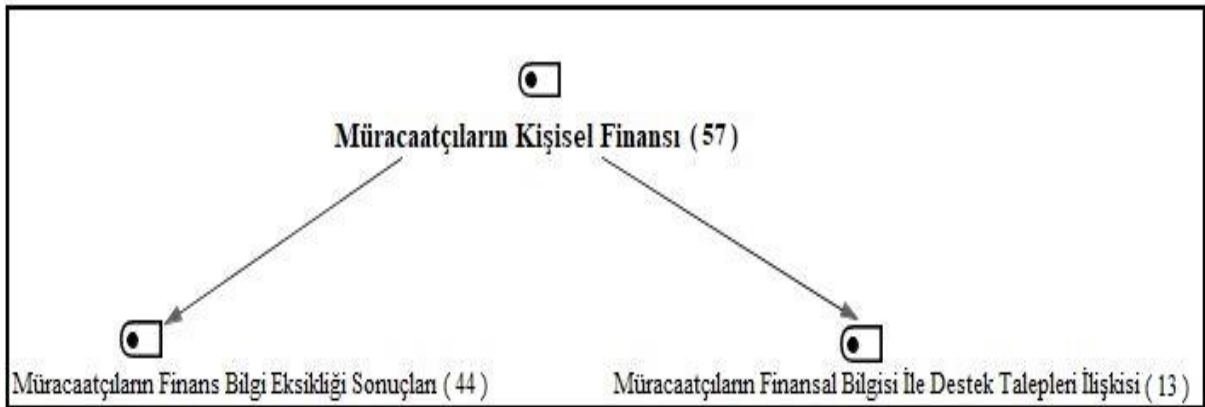 Müracaatçıların Kişisel Finansı (57)
Müracaatçıların Finans Bilgi Eksikliği Sonuçları (44)
Müracaatçıların Finansal Bilgisi İle Destek Talepleri İlişkisi (13)